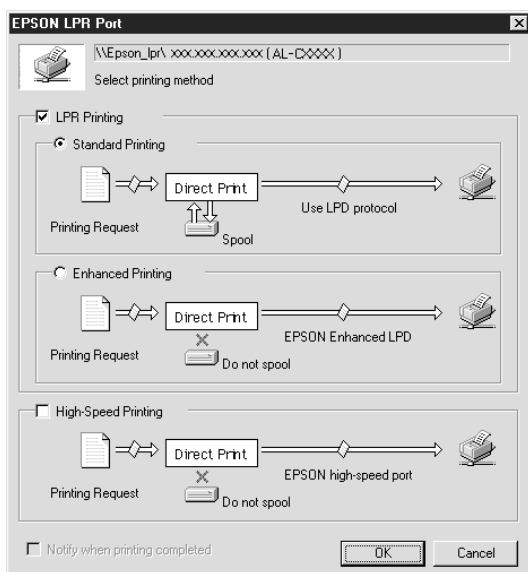 EPSON LPR Port
\\Epson_lpr\ xxx.xxx.xxx.xxx (AL-CXXXX)
Select printing method
LPR Printing
Standard Printing
Direct Print
Use LPD protocol
Printing Request
Spool
Enhanced Printing
Direct Print
EPSON Enhanced LPD
Printing Request
Do not spool
High-Speed Printing
Direct Print
EPSON high-speed port
Printing Request
Do not spool
Notify when printing completed
OK
Cancel